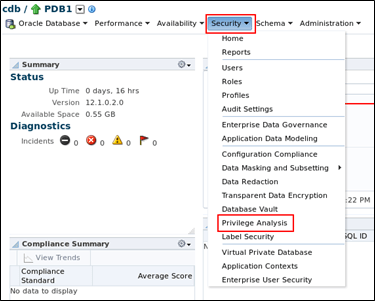 cdb / PDB1
Oracle Database Performance Availability Security Schema Administration
Summary
Status
Up Time 0 days, 16 hrs
Version 12.1.0.2.0
Available Space 0.55 GB
Diagnostics
Incidents 0 0 0 0
Compliance Summary
View Trends
Compliance Standard Average Score
No data to display
Home
Reports
Users
Roles
Profiles
Audit Settings
Enterprise Data Governance
Application Data Modeling
Configuration Compliance
Data Masking and Subsetting
Data Redaction
Transparent Data Encryption
Database Vault
Privilege Analysis
Label Security
Virtual Private Database
Application Contexts
Enterprise User Security
:22 PM
SQL ID